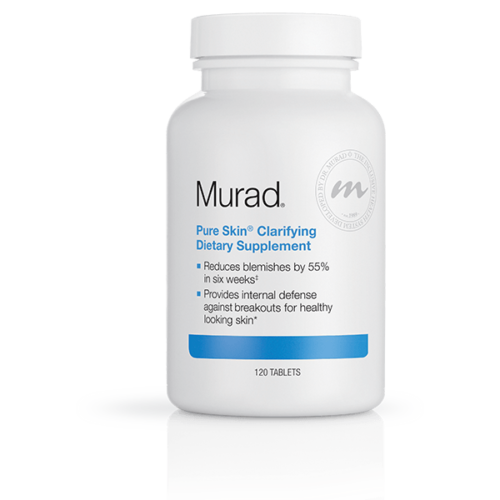 Murad®
Pure Skin® Clarifying
Dietary Supplement
▪ Reduces blemishes by 55%
in six weeks‡
▪ Provides internal defense
against breakouts for healthy
looking skin*
120 TABLETS
m